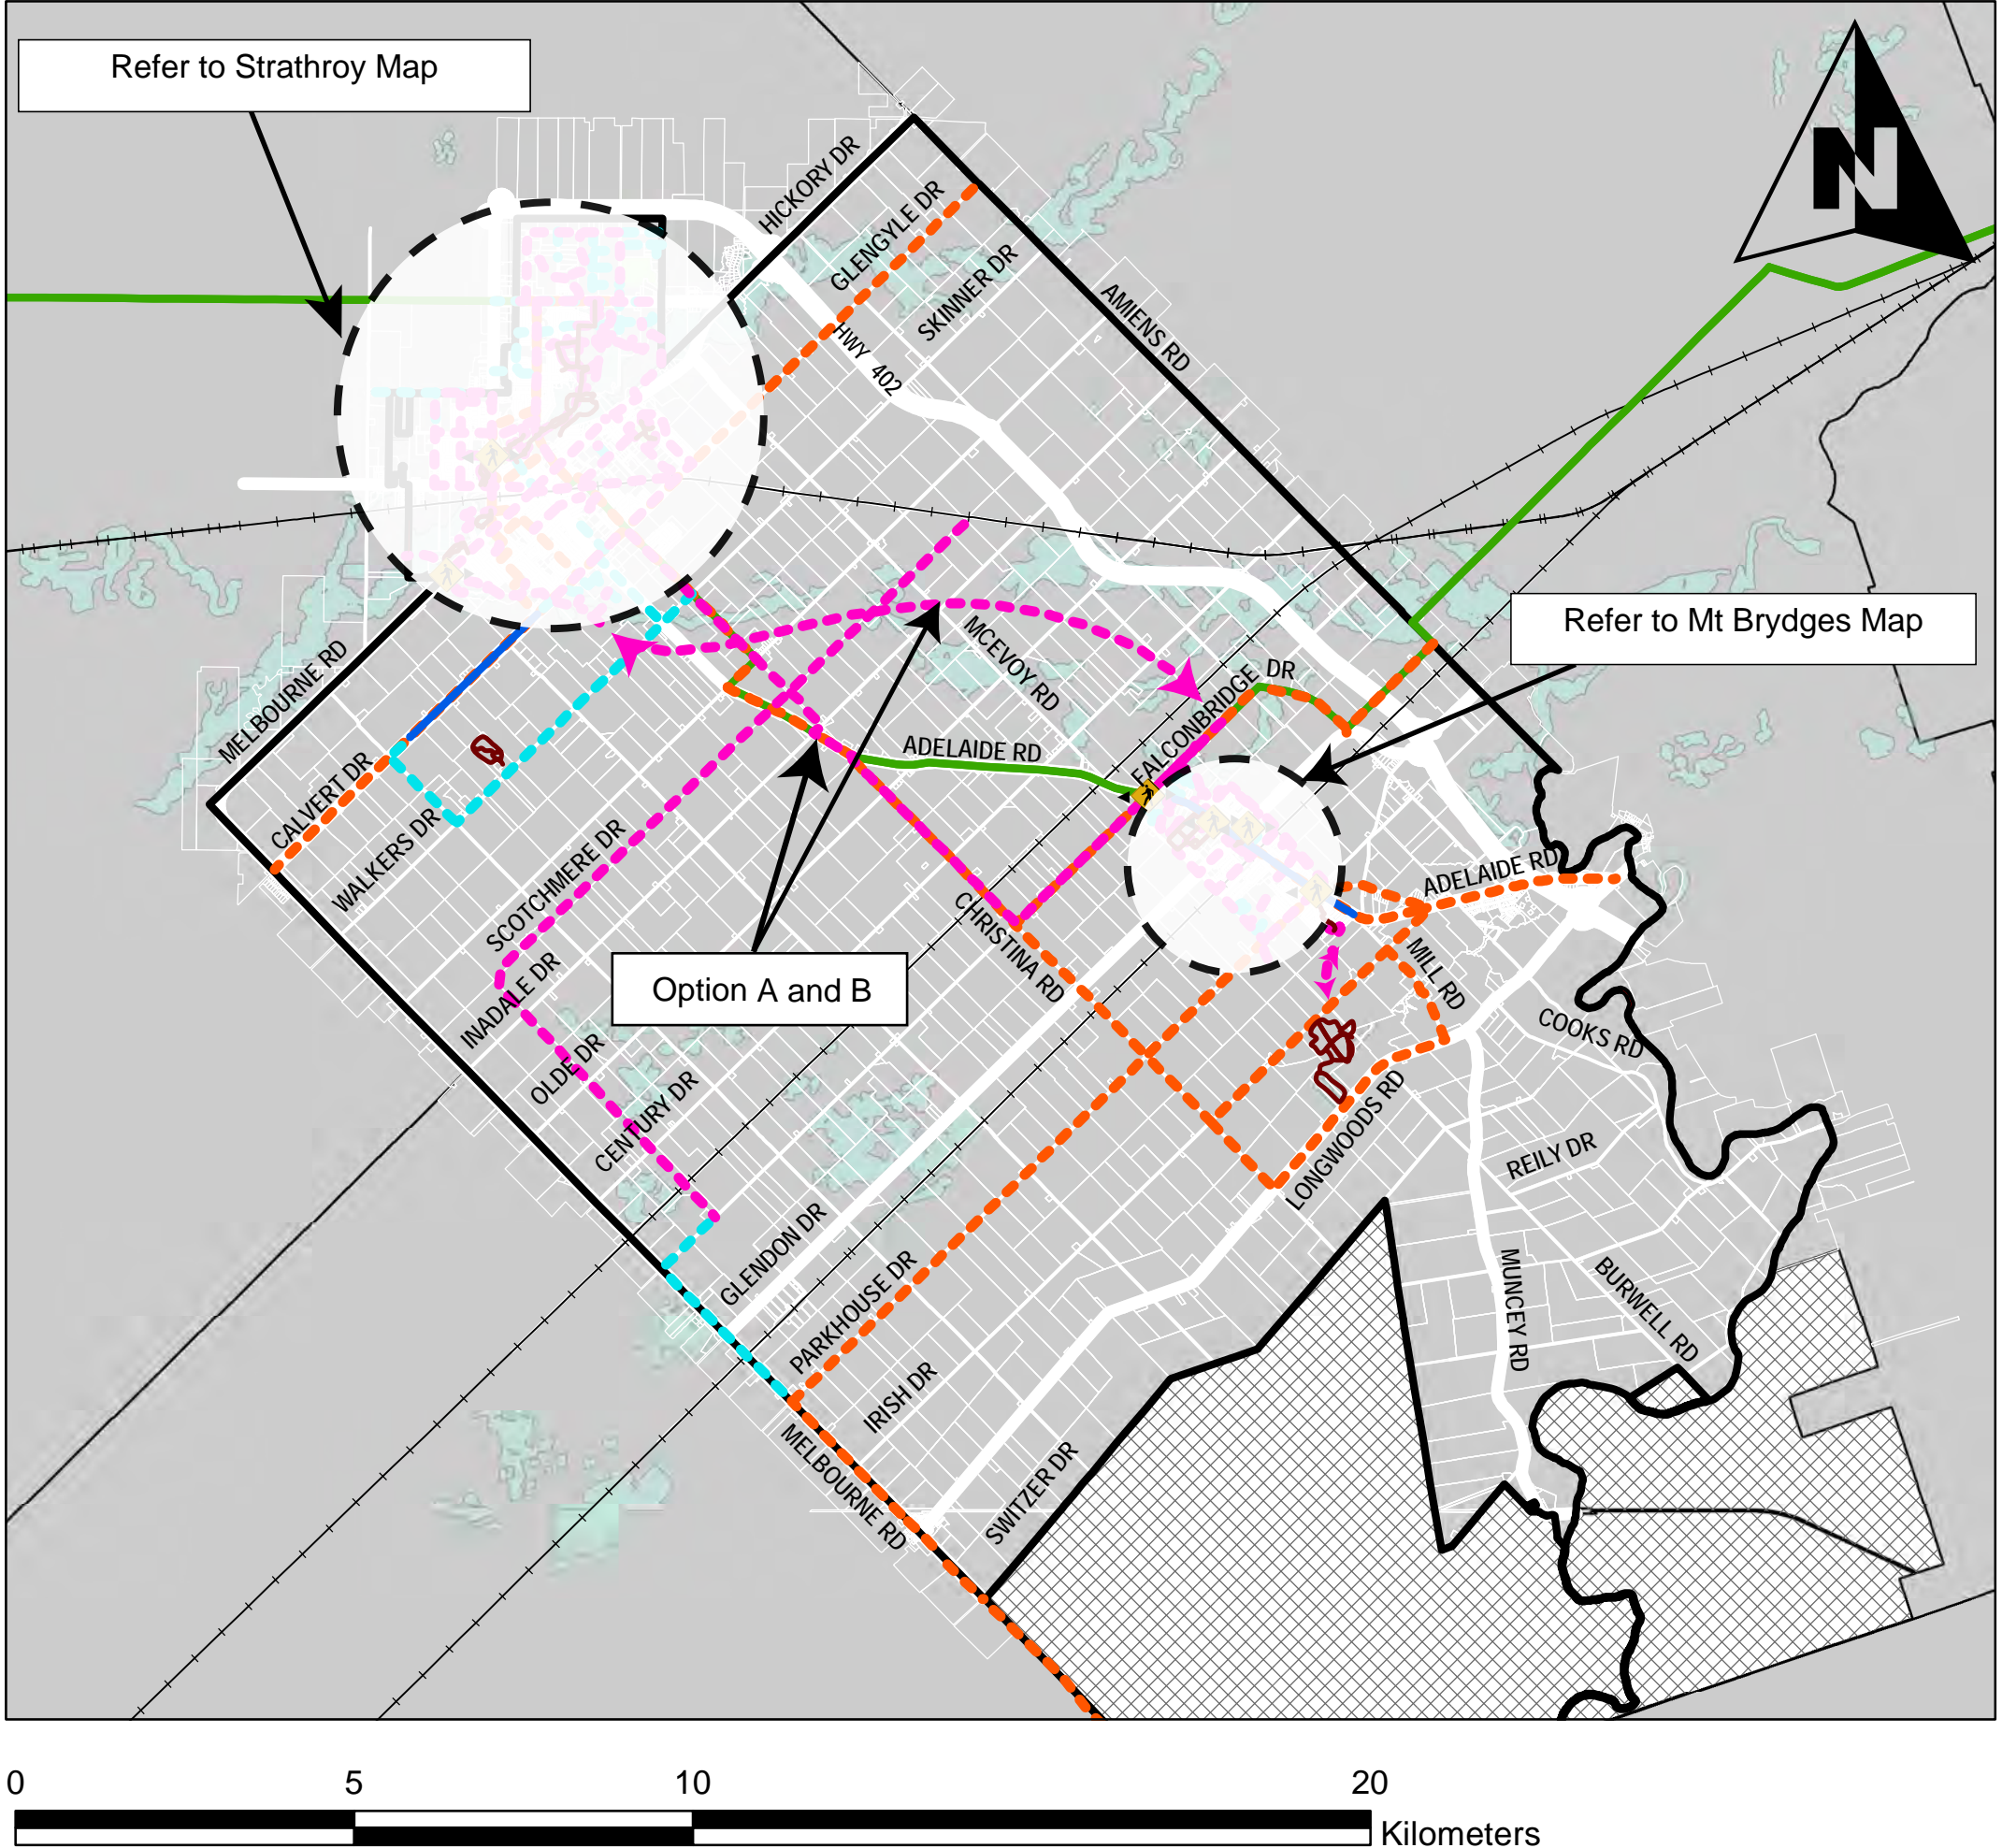 Refer to Strathroy Map
N
HICKORY DR
GLENGYLE DR
SKINNER DR
HWY 402
AMIENS RD
Refer to Mt Brydges Map
MELBOURNE RD
MCEVOY RD
FALCONBRIDGE DR
ADELAIDE RD
CALVERT DR
WALKERS DR
SCOTCHMERE DR
ADELAIDE RD
CHRISTINA RD
MILL RD
INADALE DR
Option A and B
COOKS RD
OLDE DR
CENTURY DR
LONGWOODS RD
REILY DR
GLENDON DR
PARKHOUSE DR
MUNCEY RD
BURWELL RD
IRISH DR
MELBOURNE RD
SWITZER DR
0 5 10 20
Kilometers